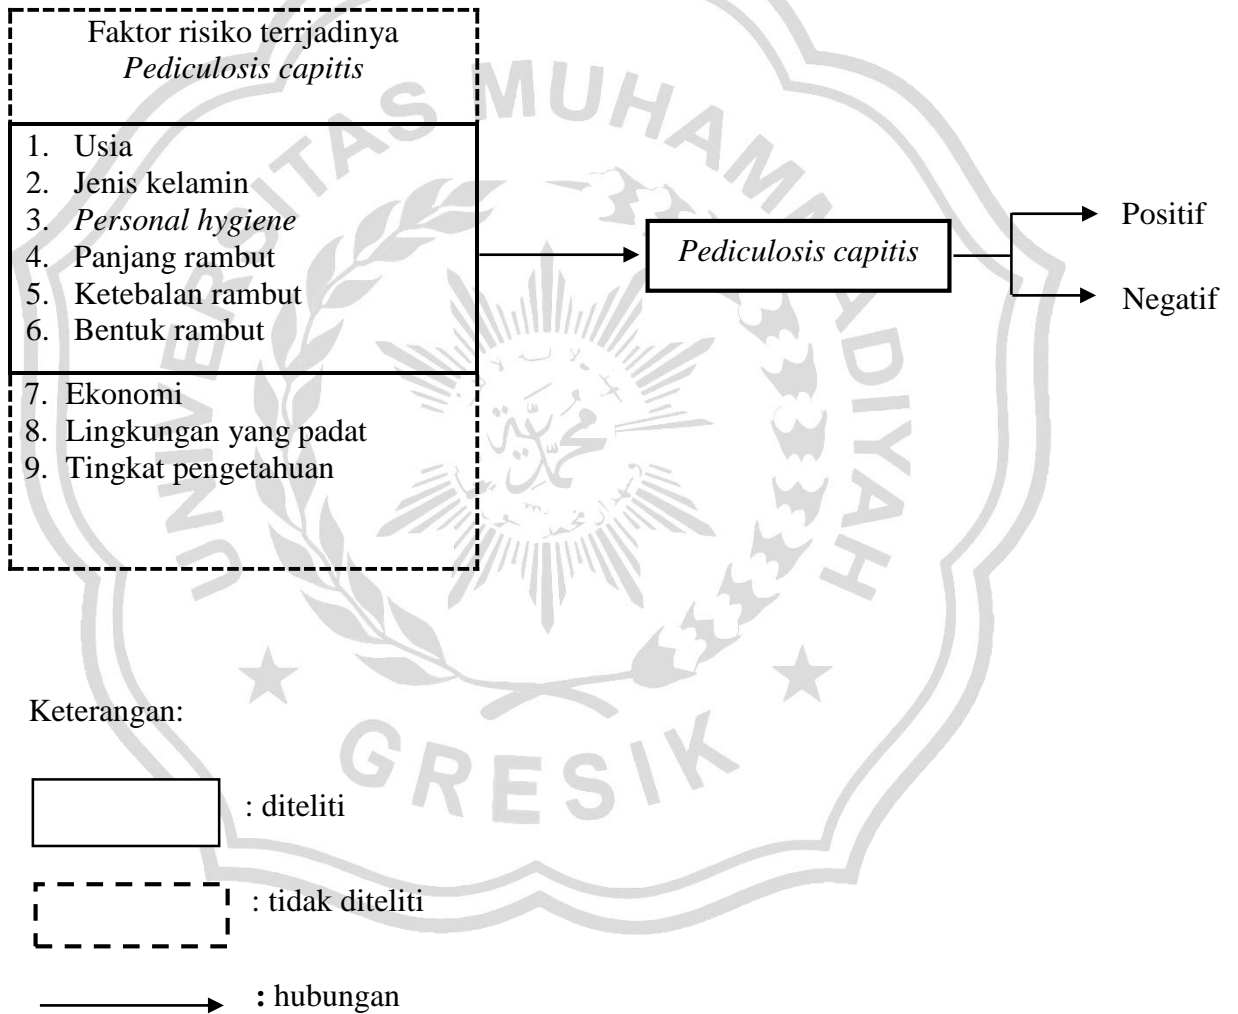 Faktor risiko terrjadinya
Pediculosis capitis
1. Usia
2. Jenis kelamin
3. Personal hygiene
4. Panjang rambut
5. Ketebalan rambut
6. Bentuk rambut
7. Ekonomi
8. Lingkungan yang padat
9. Tingkat pengetahuan
Pediculosis capitis
Positif
Negatif
Keterangan:
: diteliti
: tidak diteliti
: hubungan
UNIVERSITAS MUHAMMADIYAH
GRESIK